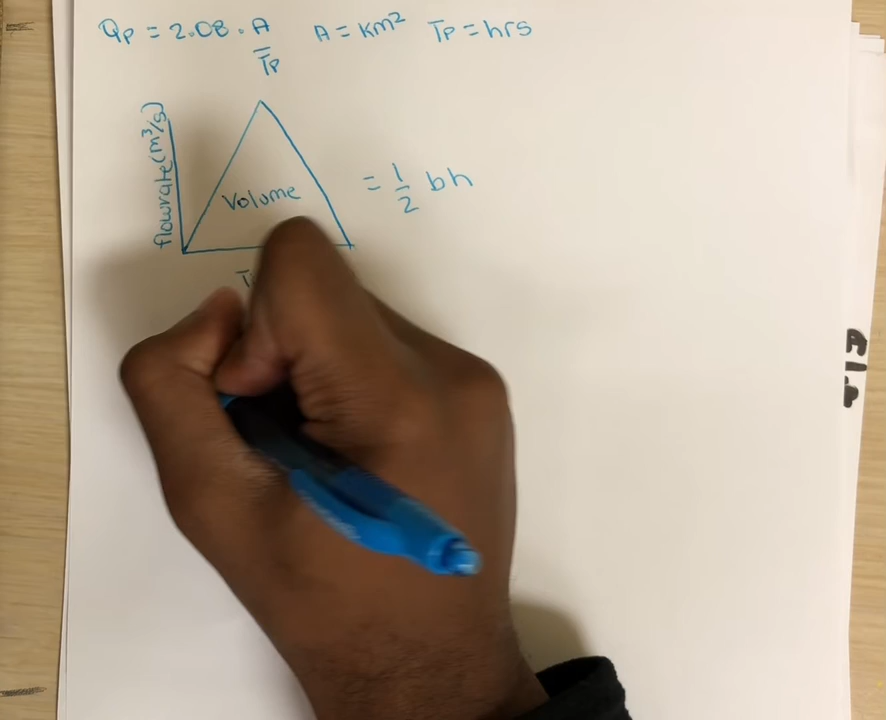 Qp = 2.08 . A/Tp A = km² Tp = hrs
flowrate (m³/s)
Volume = 1/2 bh